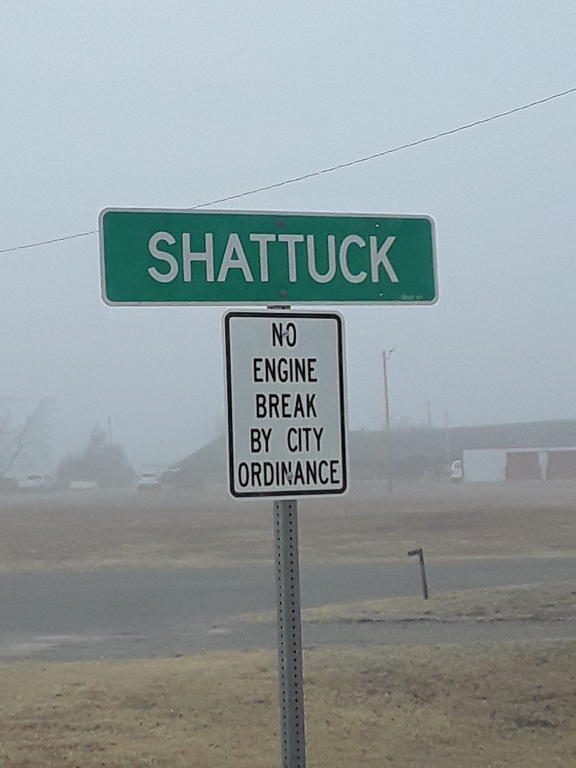 SHATTUCK
NO
ENGINE
BREAK
BY CITY
ORDINANCE